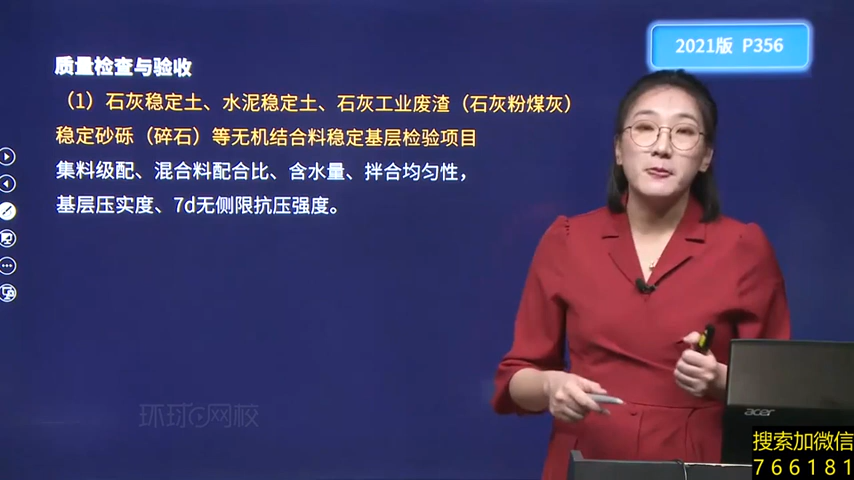 2021版 P356
质量检查与验收
（1）石灰稳定土、水泥稳定土、石灰工业废渣（石灰粉煤灰）
稳定砂砾（碎石）等无机结合料稳定基层检验项目
集料级配、混合料配合比、含水量、拌合均匀性，
基层压实度、7d无侧限抗压强度。
环球网校
acer
搜索加微信
766181